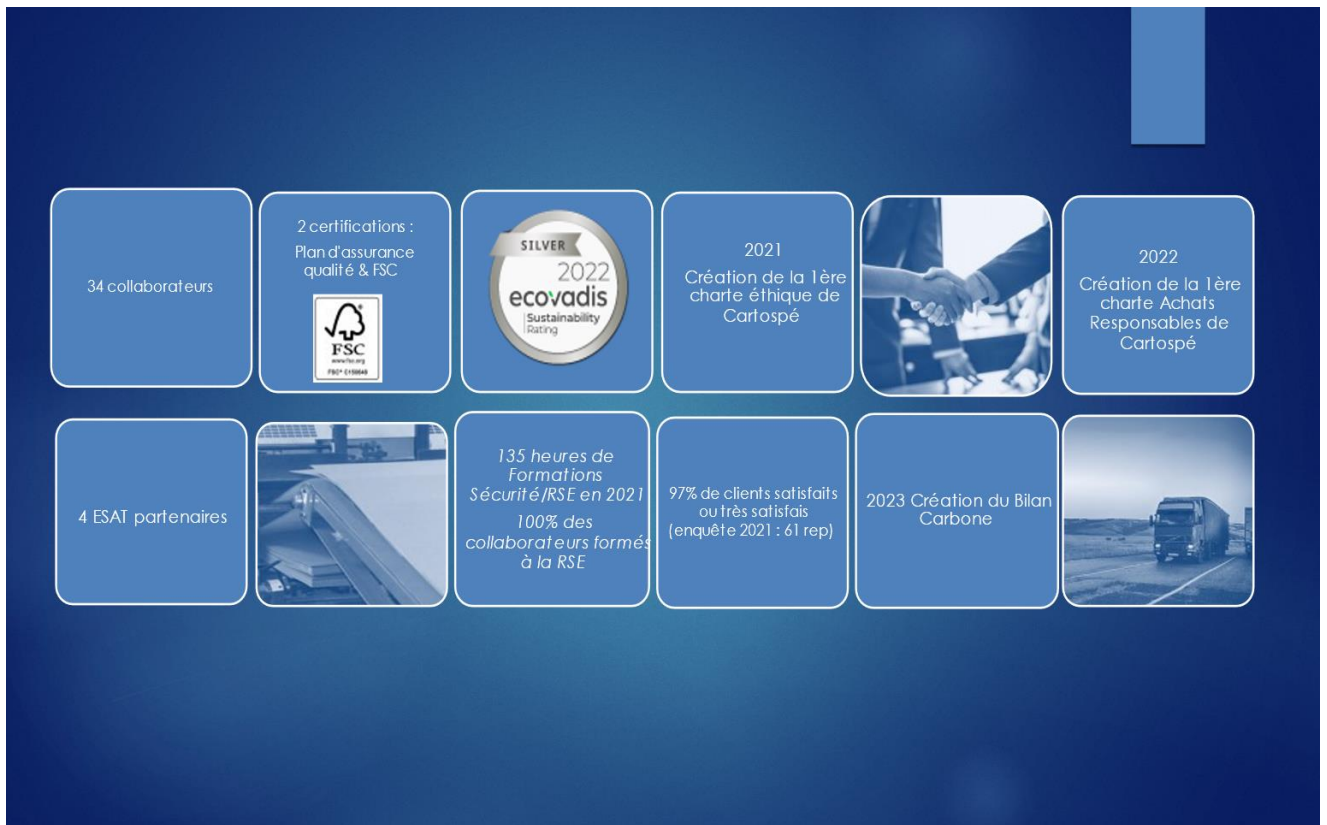 34 collaborateurs
2 certifications :
Plan d'assurance
qualité & FSC
FSC
www.fsc.org
SILVER
2022
ecovadis
Sustainability
Rating
2021
Création de la 1ère
charte éthique de
Cartospé
2022
Création de la 1ère
charte Achats
Responsables de
Cartospé
4 ESAT partenaires
135 heures de
Formations
Sécurité/RSE en 2021
100% des
collaborateurs formés
à la RSE
97% de clients satisfaits
ou très satisfais
(enquête 2021 : 61 rep)
2023 Création du Bilan
Carbone